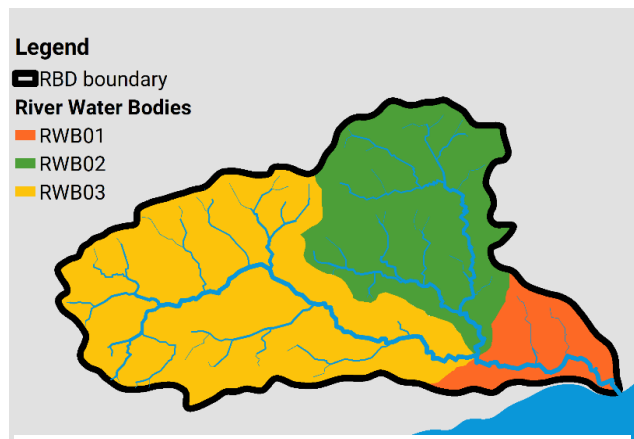 Legend
RBD boundary
River Water Bodies
RWB01
RWB02
RWB03